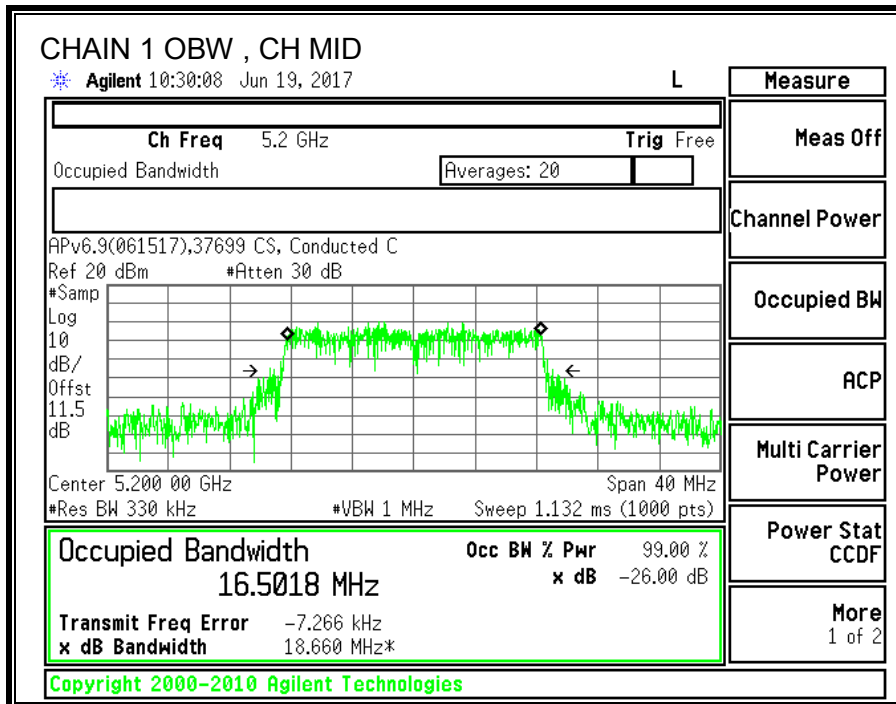 CHAIN 1 OBW , CH MID
Agilent 10:30:08 Jun 19, 2017 L
Measure
Ch Freq 5.2 GHz Trig Free
Occupied Bandwidth Averages: 20
APv6.9(061517),37699 CS, Conducted C
Ref 20 dBm #Atten 30 dB
#Samp
Log
10
dB/
Offst
11.5
dB
Center 5.200 00 GHz Span 40 MHz
#Res BW 330 kHz #VBW 1 MHz Sweep 1.132 ms (1000 pts)
Occupied Bandwidth Occ BW % Pwr 99.00 %
16.5018 MHz x dB -26.00 dB
Transmit Freq Error -7.266 kHz
x dB Bandwidth 18.660 MHz*
Copyright 2000-2010 Agilent Technologies
Meas Off
Channel Power
Occupied BW
ACP
Multi Carrier
Power
Power Stat
CCDF
More
1 of 2